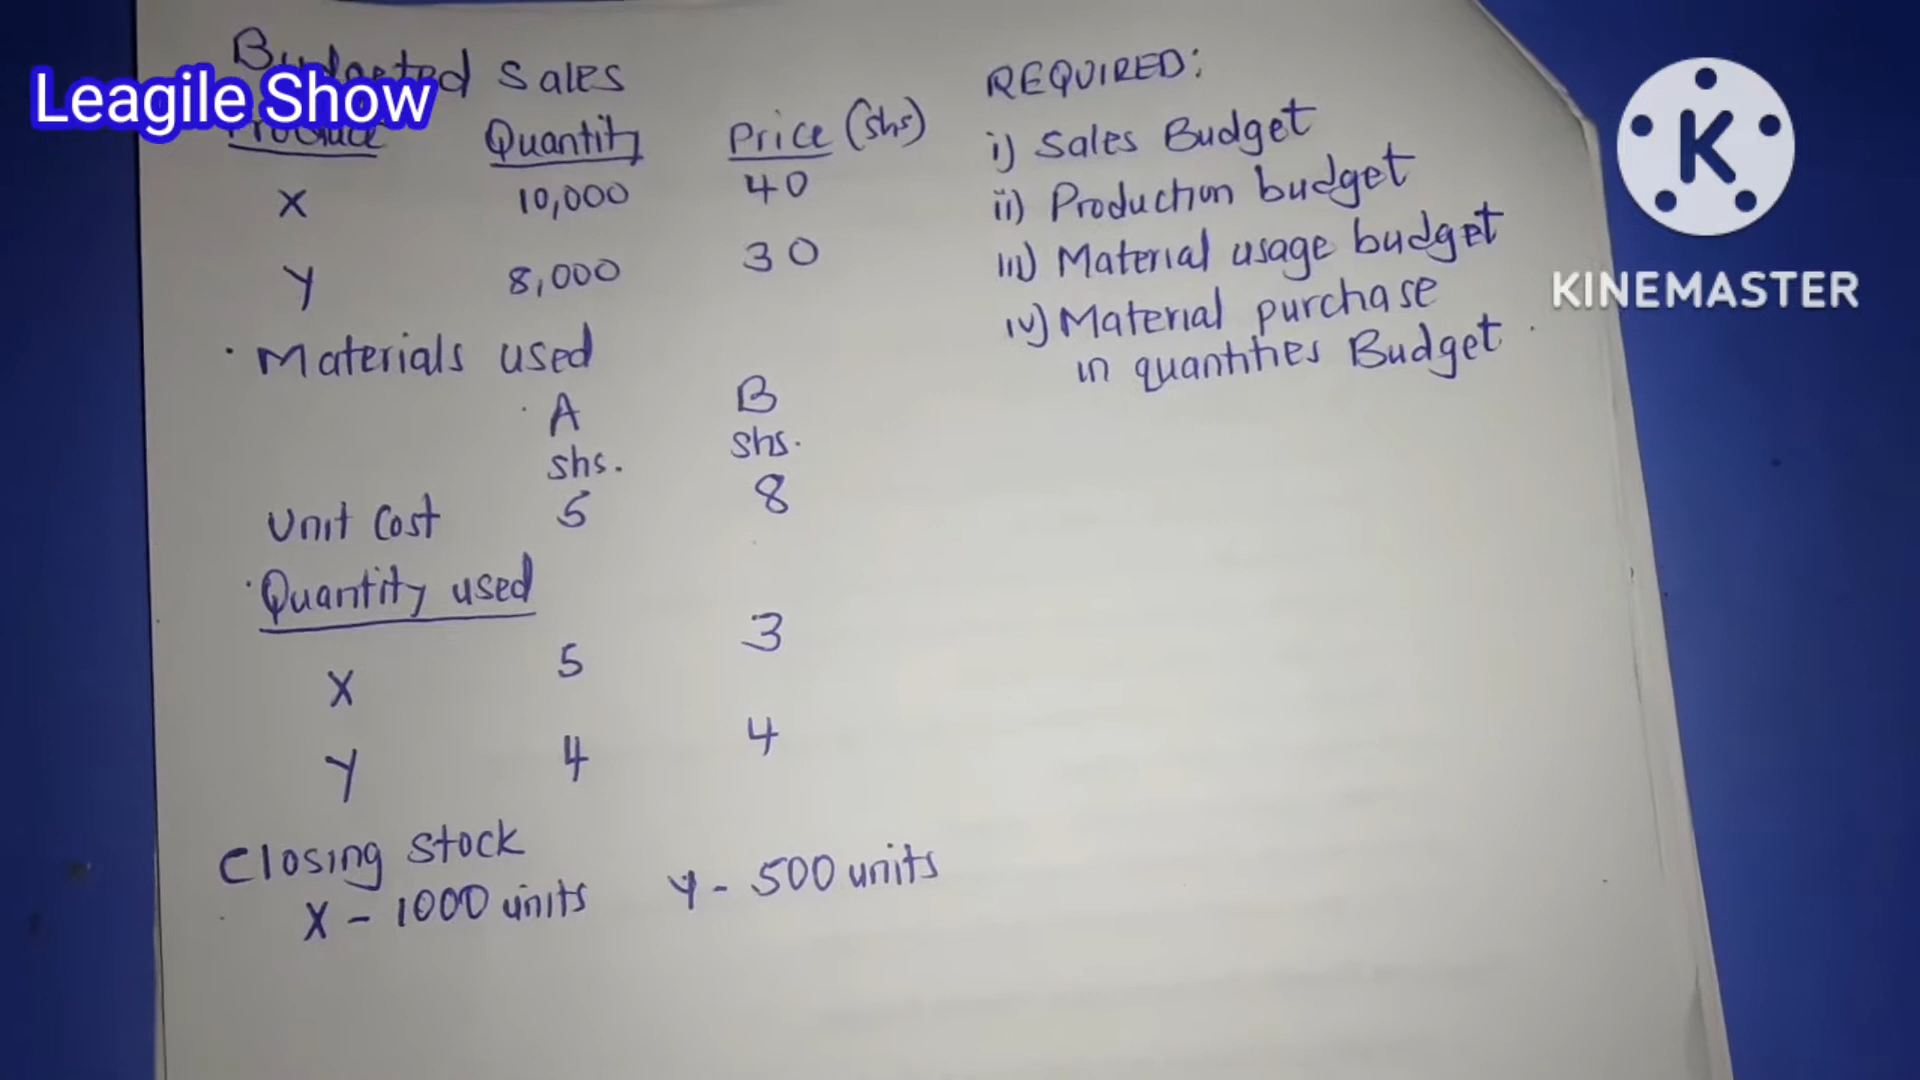 Budgeted Sales
Leagile Show
Product Quantity Price (shs)
X 10,000 40
Y 8,000 30
Materials used
A B
shs. shs.
Unit Cost 5 8
Quantity used
X 5 3
Y 4 4
Closing stock
X - 1000 units Y - 500 units
REQUIRED:
i) Sales Budget
ii) Production budget
iii) Material usage budget
iv) Material purchase
in quantities Budget
K
KINEMASTER